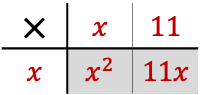 × x 11
x x² 11x